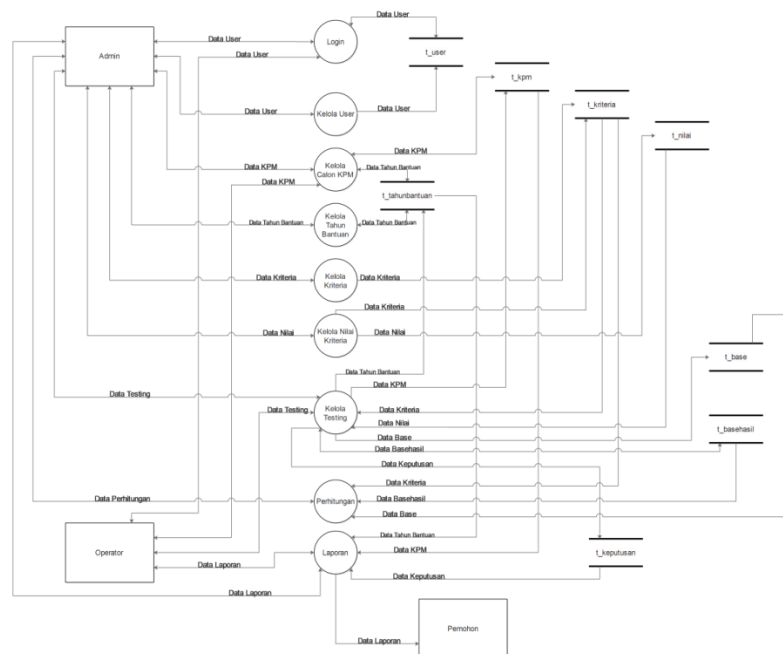 Data User
Data User
Login
t_user
Admin
Data User
t_kpm
Data User
Kelola User
Data User
t_kriteria
t_nilai
Data KPM
Data KPM
Kelola
Calon KPM
Data Tahun Bantuan
Data KPM
t_tahunbantuan
Data Tahun Bantuan
Kelola
Tahun
Bantuan
Data Tahun Bantuan
Data Kriteria
Kelola
Kriteria
Data Kriteria
Data Kriteria
Data Nilai
Kelola Nilai
Kriteria
Data Nilai
t_base
Data Tahun Bantuan
Data KPM
Data Testing
Data Testing
Kelola
Testing
Data Kriteria
Data Nilai
t_basehasil
Data Base
Data Basehasil
Data Keputusan
Data Kriteria
Data Perhitungan
Perhitungan
Data Basehasil
Data Base
Data Tahun Bantuan
Operator
Laporan
Data KPM
t_keputusan
Data Laporan
Data Keputusan
Data Laporan
Data Laporan
Pemohon